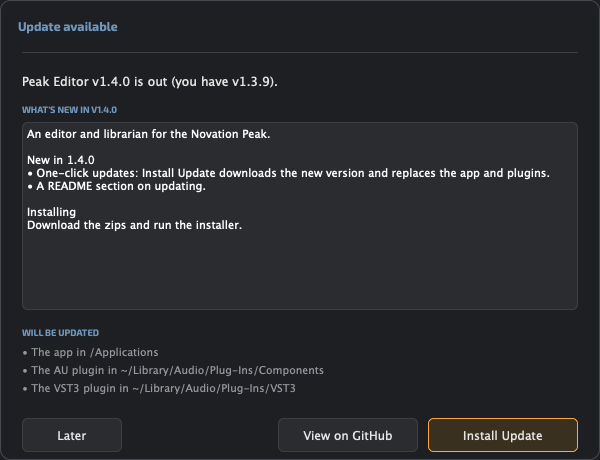 Update available
Peak Editor v1.4.0 is out (you have v1.3.9).
WHAT'S NEW IN V1.4.0
An editor and librarian for the Novation Peak.
New in 1.4.0
• One-click updates: Install Update downloads the new version and replaces the app and plugins.
• A README section on updating.
Installing
Download the zips and run the installer.
WILL BE UPDATED
• The app in /Applications
• The AU plugin in ~/Library/Audio/Plug-Ins/Components
• The VST3 plugin in ~/Library/Audio/Plug-Ins/VST3
Later
View on GitHub
Install Update